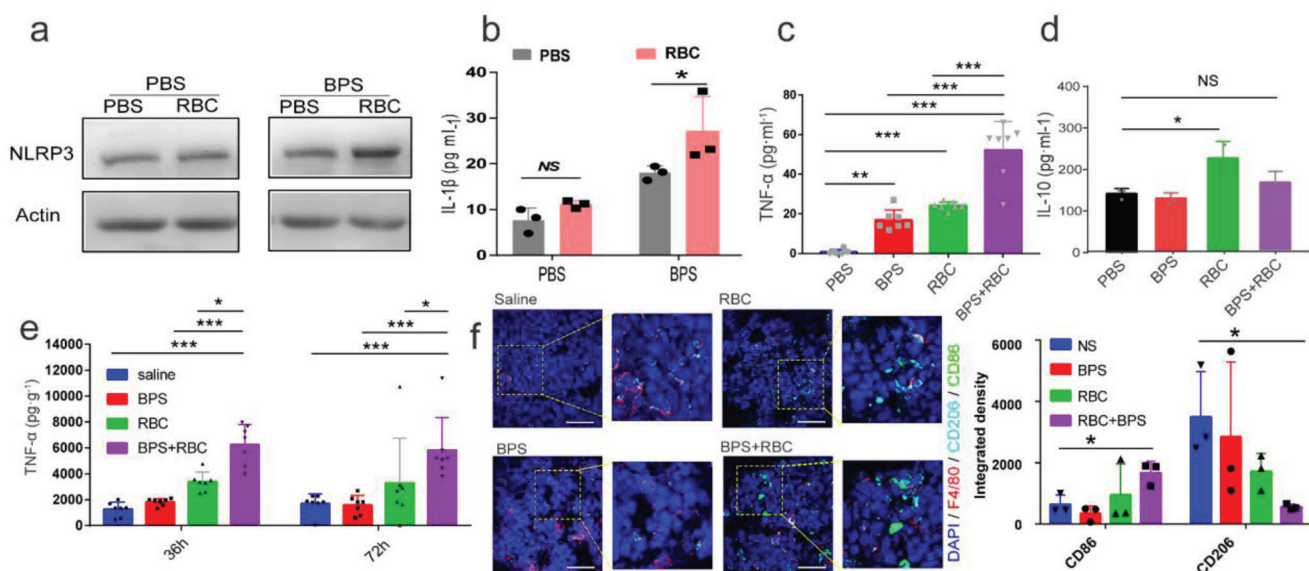 a
PBS
BPS
PBS RBC
PBS RBC
NLRP3
Actin
b
PBS RBC
IL-1β (pg ml-1)
40
30
20
10
0
NS
*
PBS
BPS
c
TNF-α (pg·ml-1)
80
60
40
20
0
**
***
***
***
***
PBS
BPS
RBC
BPS+RBC
d
IL-10 (pg·ml-1)
400
300
200
100
0
NS
*
PBS
BPS
RBC
BPS+RBC
e
TNF-α (pg·g-1)
14000
12000
10000
8000
6000
4000
2000
0
saline
BPS
RBC
BPS+RBC
*
***
***
*
***
***
36h
72h
f
Saline
RBC
BPS
BPS+RBC
DAPI / F4/80 / CD206 / CD86
Integrated density
6000
4000
2000
0
NS
BPS
RBC
RBC+BPS
*
*
CD86
CD206